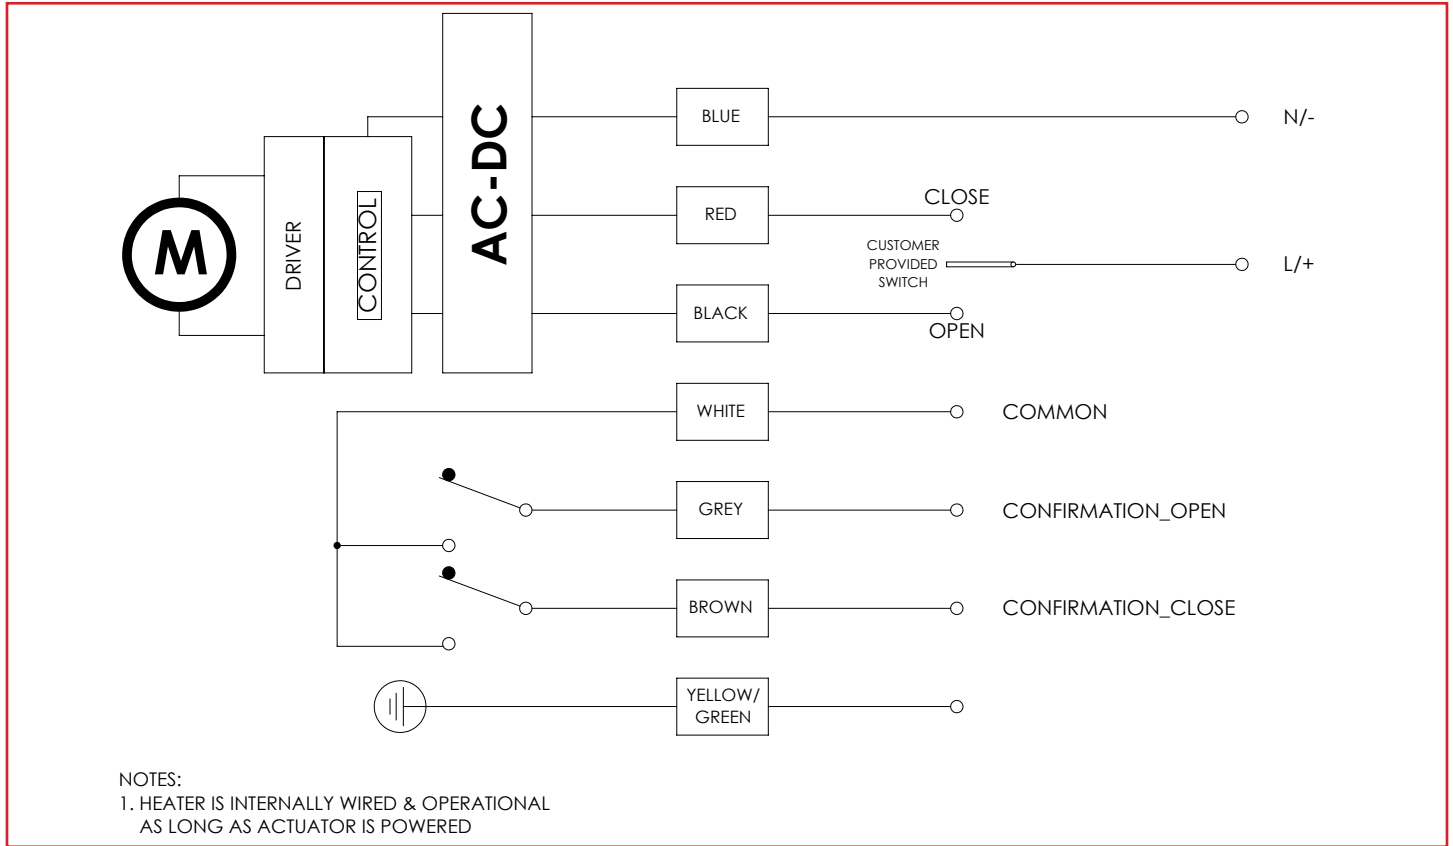 AC-DC
BLUE
N/-
RED
CLOSE
M
DRIVER
CONTROL
CUSTOMER
PROVIDED
SWITCH
L/+
BLACK
OPEN
WHITE
COMMON
GREY
CONFIRMATION_OPEN
BROWN
CONFIRMATION_CLOSE
YELLOW/
GREEN
NOTES:
1. HEATER IS INTERNALLY WIRED & OPERATIONAL
AS LONG AS ACTUATOR IS POWERED